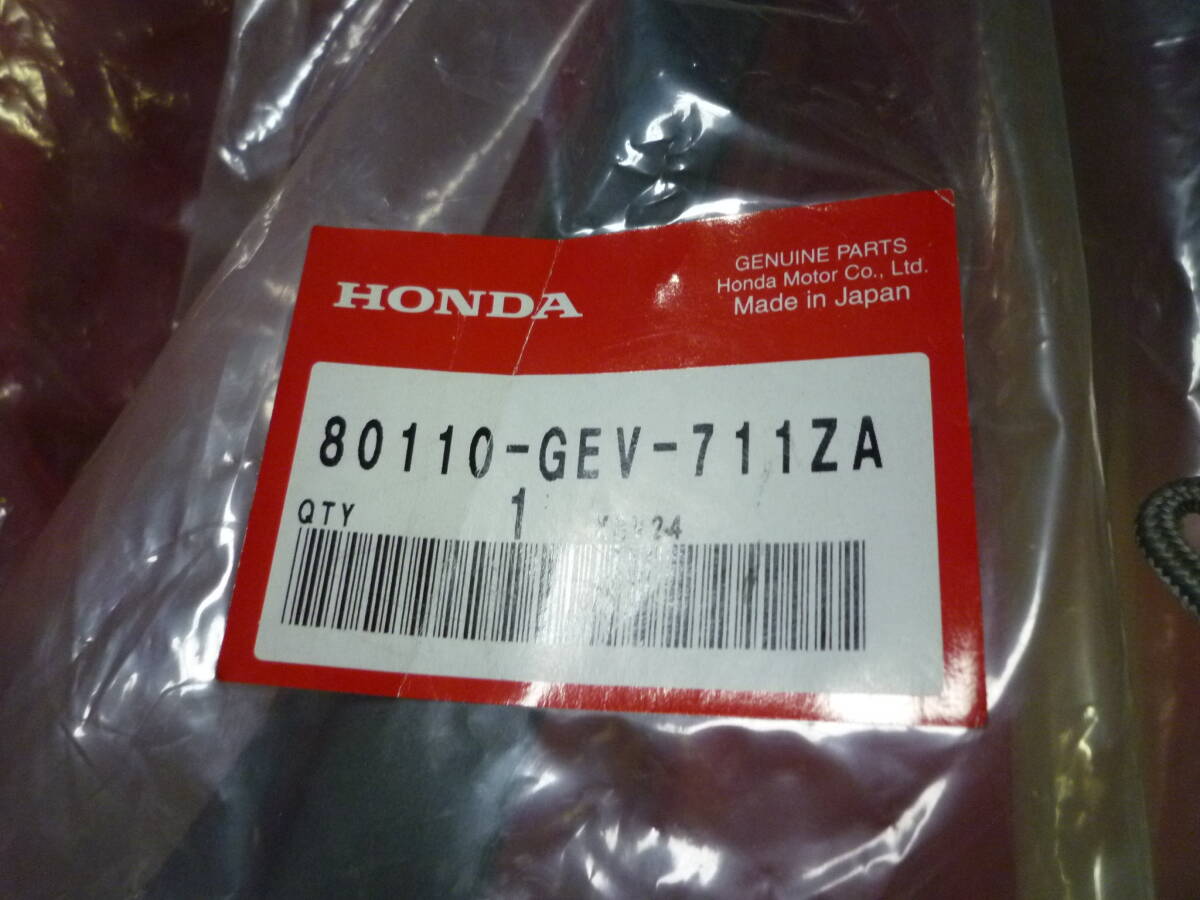 HONDA
GENUINE PARTS
Honda Motor Co., Ltd.
Made in Japan
80110-GEV-711ZA
QTY 1